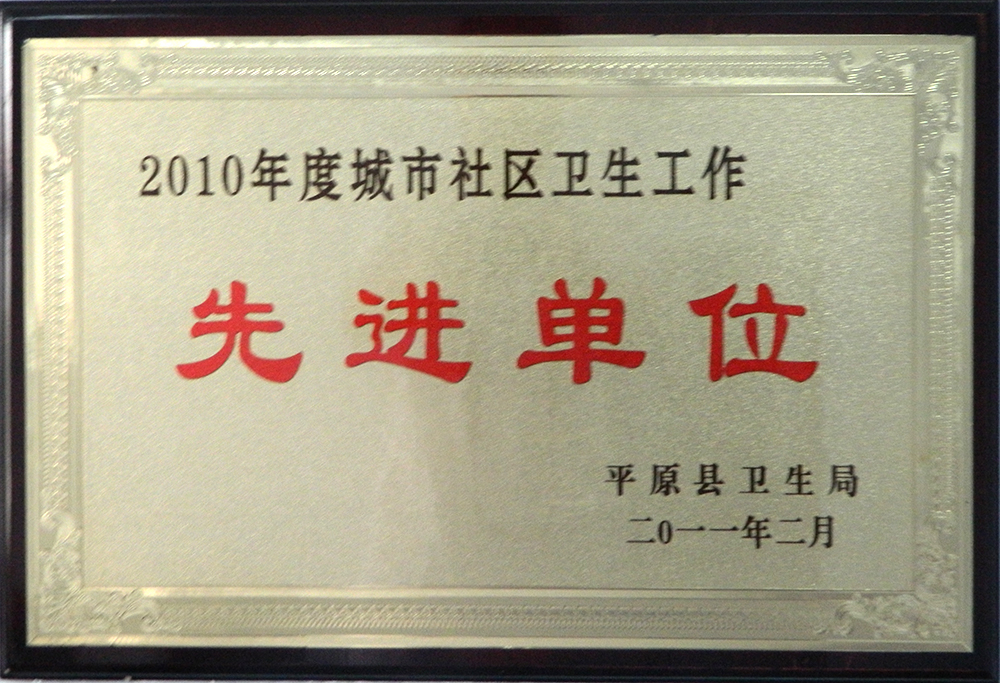 2010年度城市社区卫生工作
先进单位
平原县卫生局
二0一一年二月